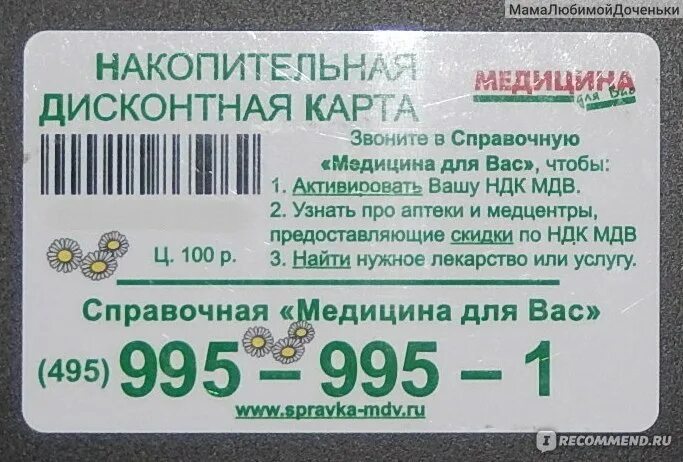 МамаЛюбимойДоченьки
НАКОПИТЕЛЬНАЯ
ДИСКОНТНАЯ КАРТА
МЕДИЦИНА
для Вас
Звоните в Справочную
«Медицина для Вас», чтобы:
1. Активировать Вашу НДК МДВ.
2. Узнать про аптеки и медцентры,
предоставляющие скидки по НДК МДВ
3. Найти нужное лекарство или услугу.
Ц. 100 р.
Справочная «Медицина для Вас»
(495) 995 – 995 – 1
www.spravka-mdv.ru
IRECOMMEND.RU